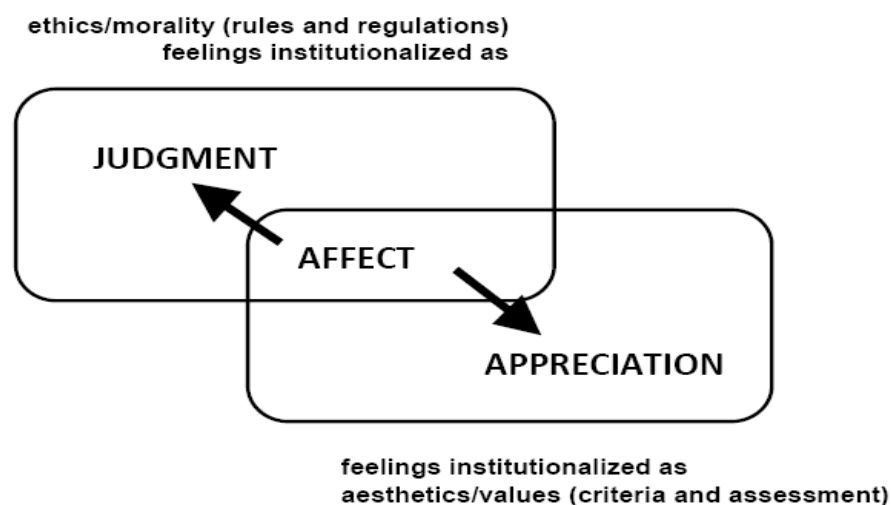 ethics/morality (rules and regulations)
feelings institutionalized as
JUDGMENT
AFFECT
APPRECIATION
feelings institutionalized as
aesthetics/values (criteria and assessment)